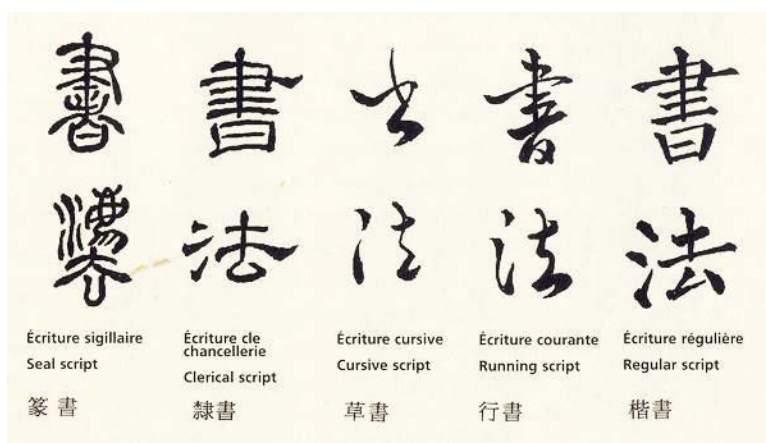 書 書 書 書 書
法 法 法 法 法
Écriture sigillaire
Seal script
篆書
Écriture cle
chancellerie
Clerical script
隸書
Écriture cursive
Cursive script
草書
Écriture courante
Running script
行書
Écriture régulière
Regular script
楷書